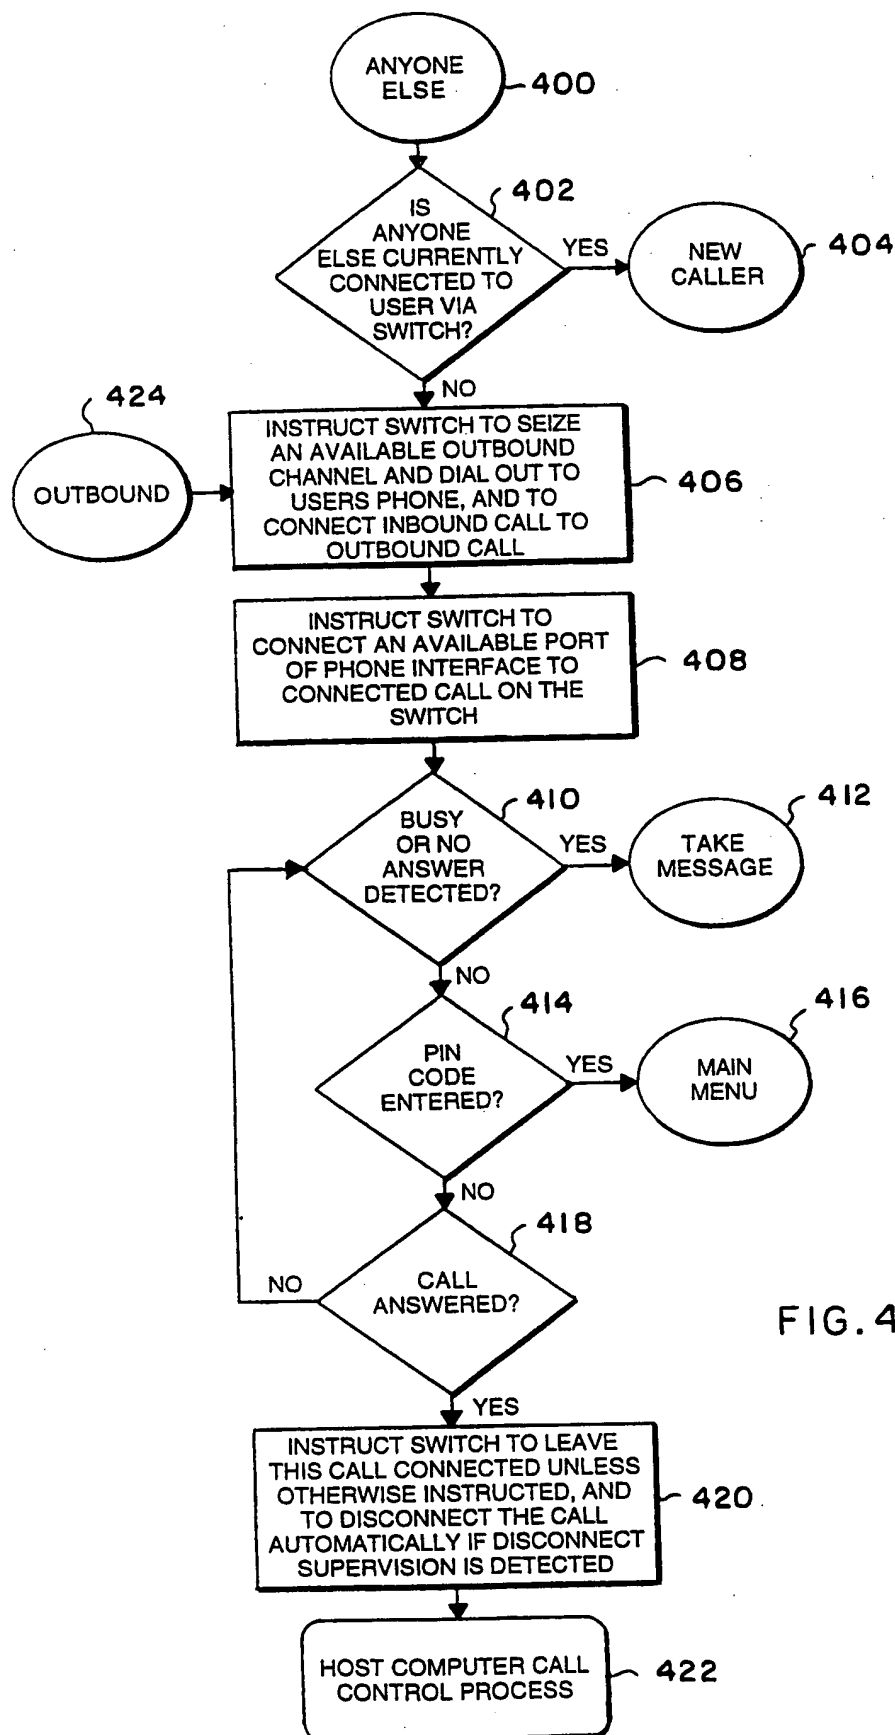 ANYONE
ELSE
400
402
IS
ANYONE
ELSE CURRENTLY
CONNECTED TO
USER VIA
SWITCH?
YES
NEW
CALLER
404
NO
424
OUTBOUND
INSTRUCT SWITCH TO SEIZE
AN AVAILABLE OUTBOUND
CHANNEL AND DIAL OUT TO
USERS PHONE, AND TO
CONNECT INBOUND CALL TO
OUTBOUND CALL
406
INSTRUCT SWITCH TO
CONNECT AN AVAILABLE PORT
OF PHONE INTERFACE TO
CONNECTED CALL ON THE
SWITCH
408
410
BUSY
OR NO
ANSWER
DETECTED?
YES
412
TAKE
MESSAGE
NO
414
PIN
CODE
ENTERED?
YES
416
MAIN
MENU
NO
418
CALL
ANSWERED?
NO
FIG. 4
YES
INSTRUCT SWITCH TO LEAVE
THIS CALL CONNECTED UNLESS
OTHERWISE INSTRUCTED, AND
TO DISCONNECT THE CALL
AUTOMATICALLY IF DISCONNECT
SUPERVISION IS DETECTED
420
HOST COMPUTER CALL
CONTROL PROCESS
422